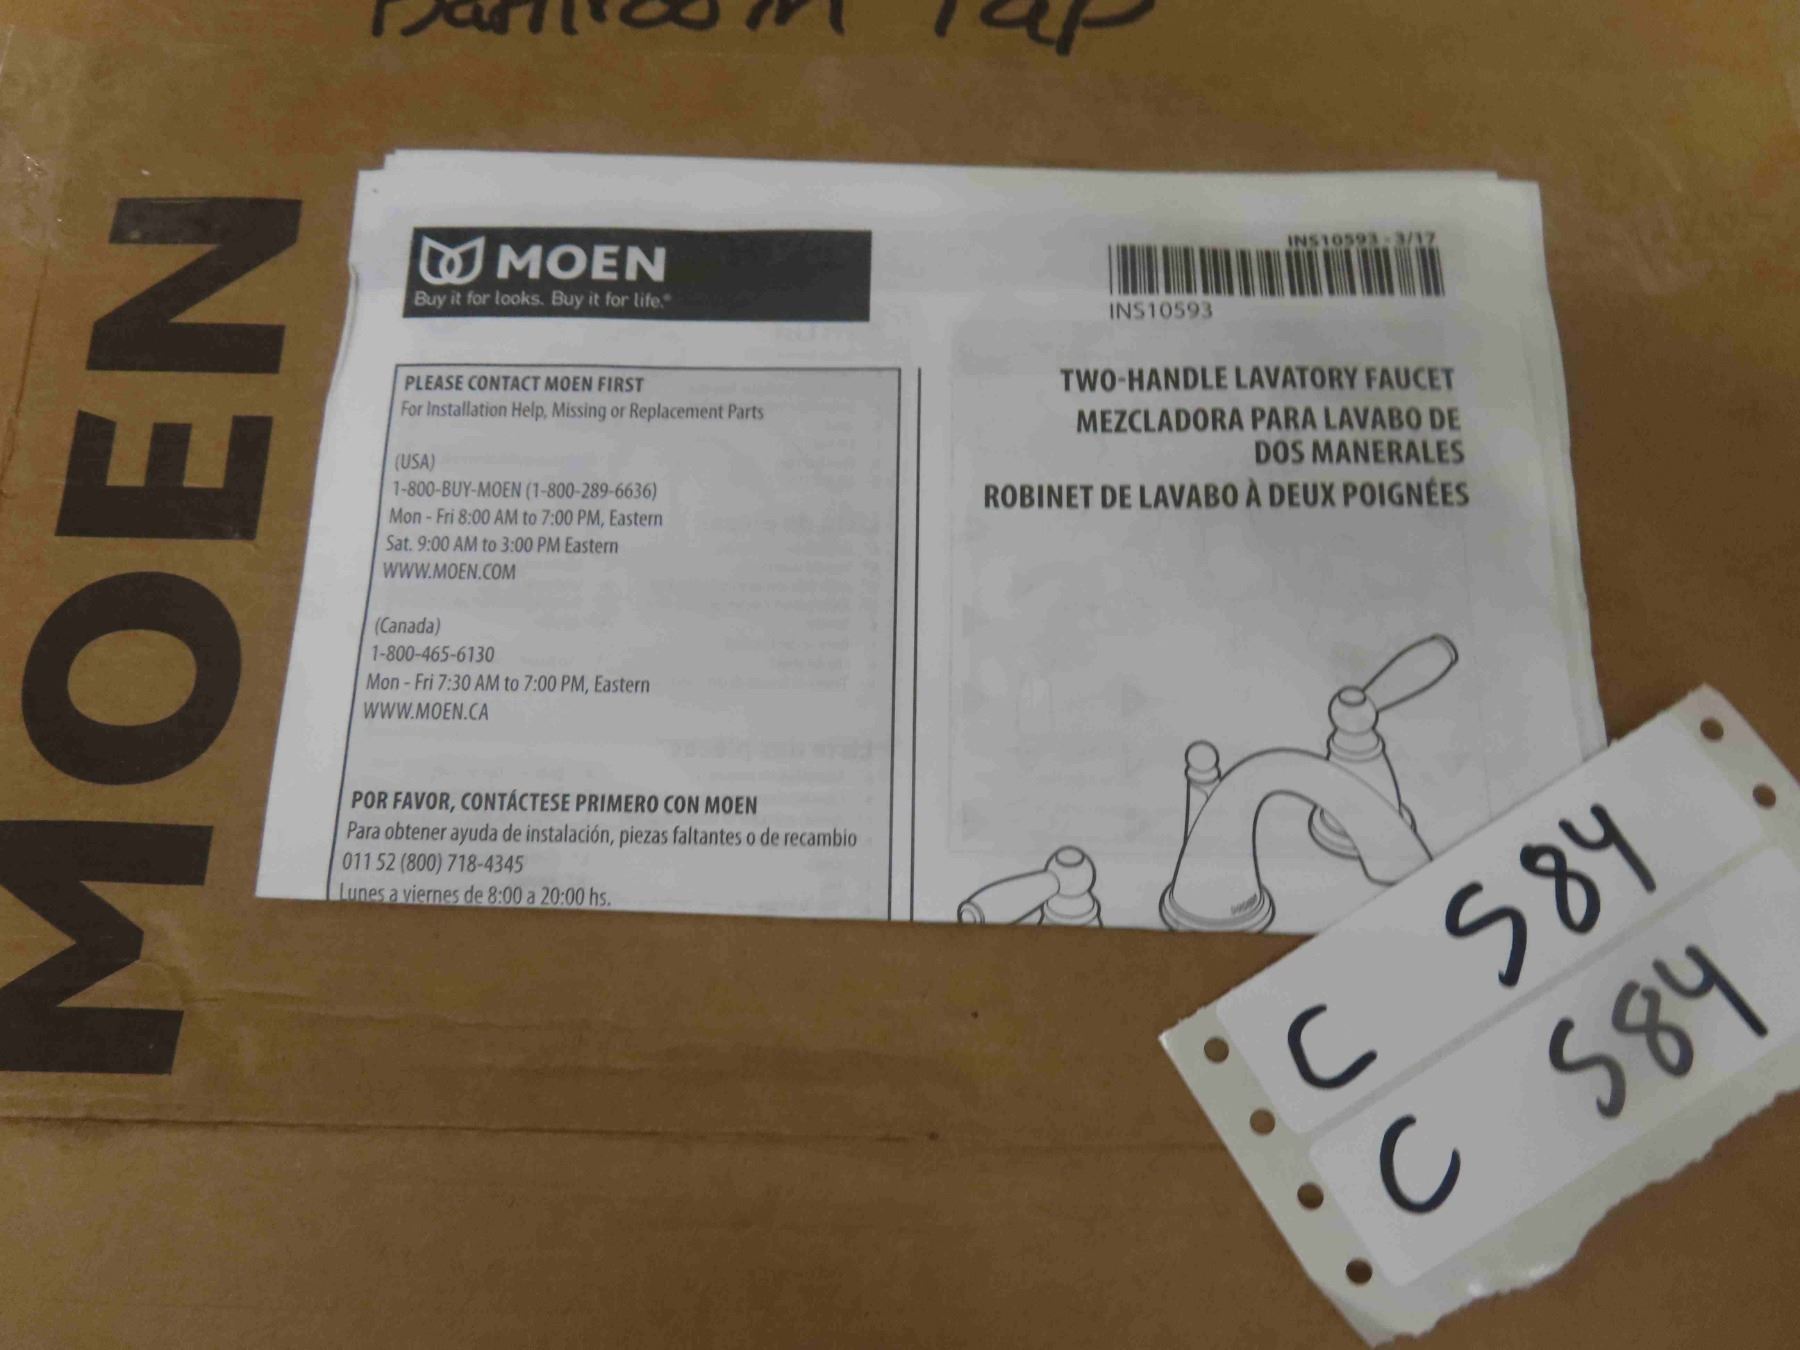 Bathroom Tap
MOEN
MOEN
Buy it for looks. Buy it for life.®
INS10593 - 3/17
INS10593
PLEASE CONTACT MOEN FIRST
For Installation Help, Missing or Replacement Parts
(USA)
1-800-BUY-MOEN (1-800-289-6636)
Mon - Fri 8:00 AM to 7:00 PM, Eastern
Sat. 9:00 AM to 3:00 PM Eastern
WWW.MOEN.COM
(Canada)
1-800-465-6130
Mon - Fri 7:30 AM to 7:00 PM, Eastern
WWW.MOEN.CA
POR FAVOR, CONTÁCTESE PRIMERO CON MOEN
Para obtener ayuda de instalación, piezas faltantes o de recambio
011 52 (800) 718-4345
Lunes a viernes de 8:00 a 20:00 hs.
TWO-HANDLE LAVATORY FAUCET
MEZCLADORA PARA LAVABO DE
DOS MANERALES
ROBINET DE LAVABO À DEUX POIGNÉES
C 584
C 584